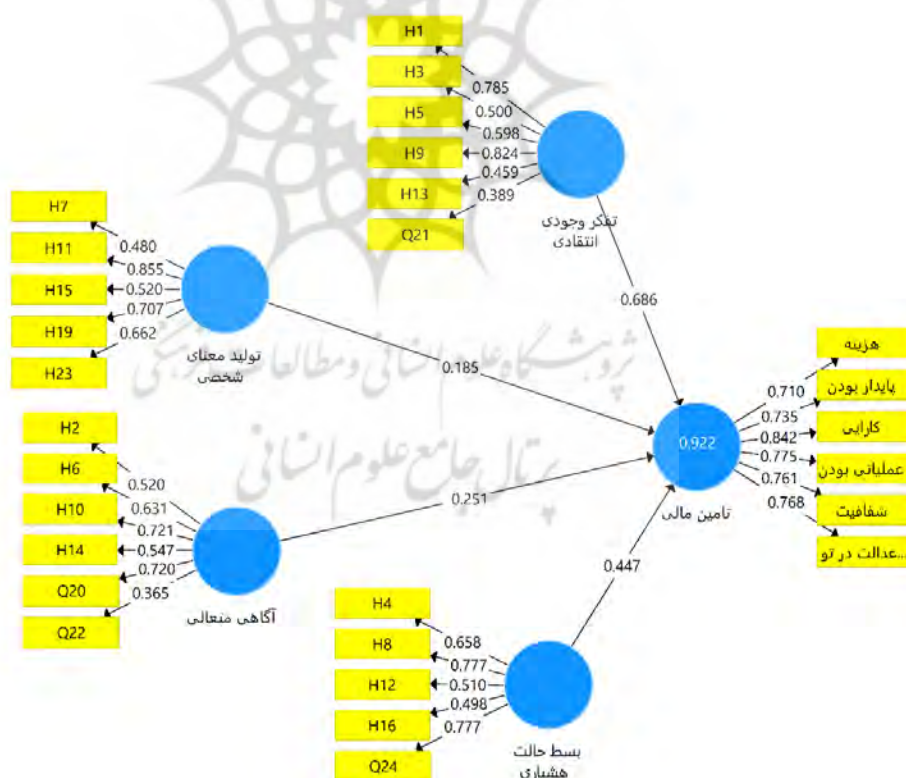 H1
H3
H5
H9
H13
Q21
0.785
0.500
0.598
0.824
0.459
0.389
تفکر وجودی
انتقادی
0.686
H7
H11
H15
H19
H23
0.480
0.855
0.520
0.707
0.662
تولید معنای
شخصی
0.185
پژوهشگاه علوم انسانی و مطالعات فرهنگی
پرتال جامع علوم انسانی
H2
H6
H10
H14
Q20
Q22
0.520
0.631
0.721
0.547
0.720
0.365
آگاهی متعالی
0.251
H4
H8
H12
H16
Q24
0.658
0.777
0.510
0.498
0.777
بسط حالت
هشیاری
0.447
0.922
تامین مالی
0.710
0.735
0.842
0.775
0.761
0.768
هزینه
پایدار بودن
کارایی
عملیاتی بودن
شفافیت
عدالت در تو...